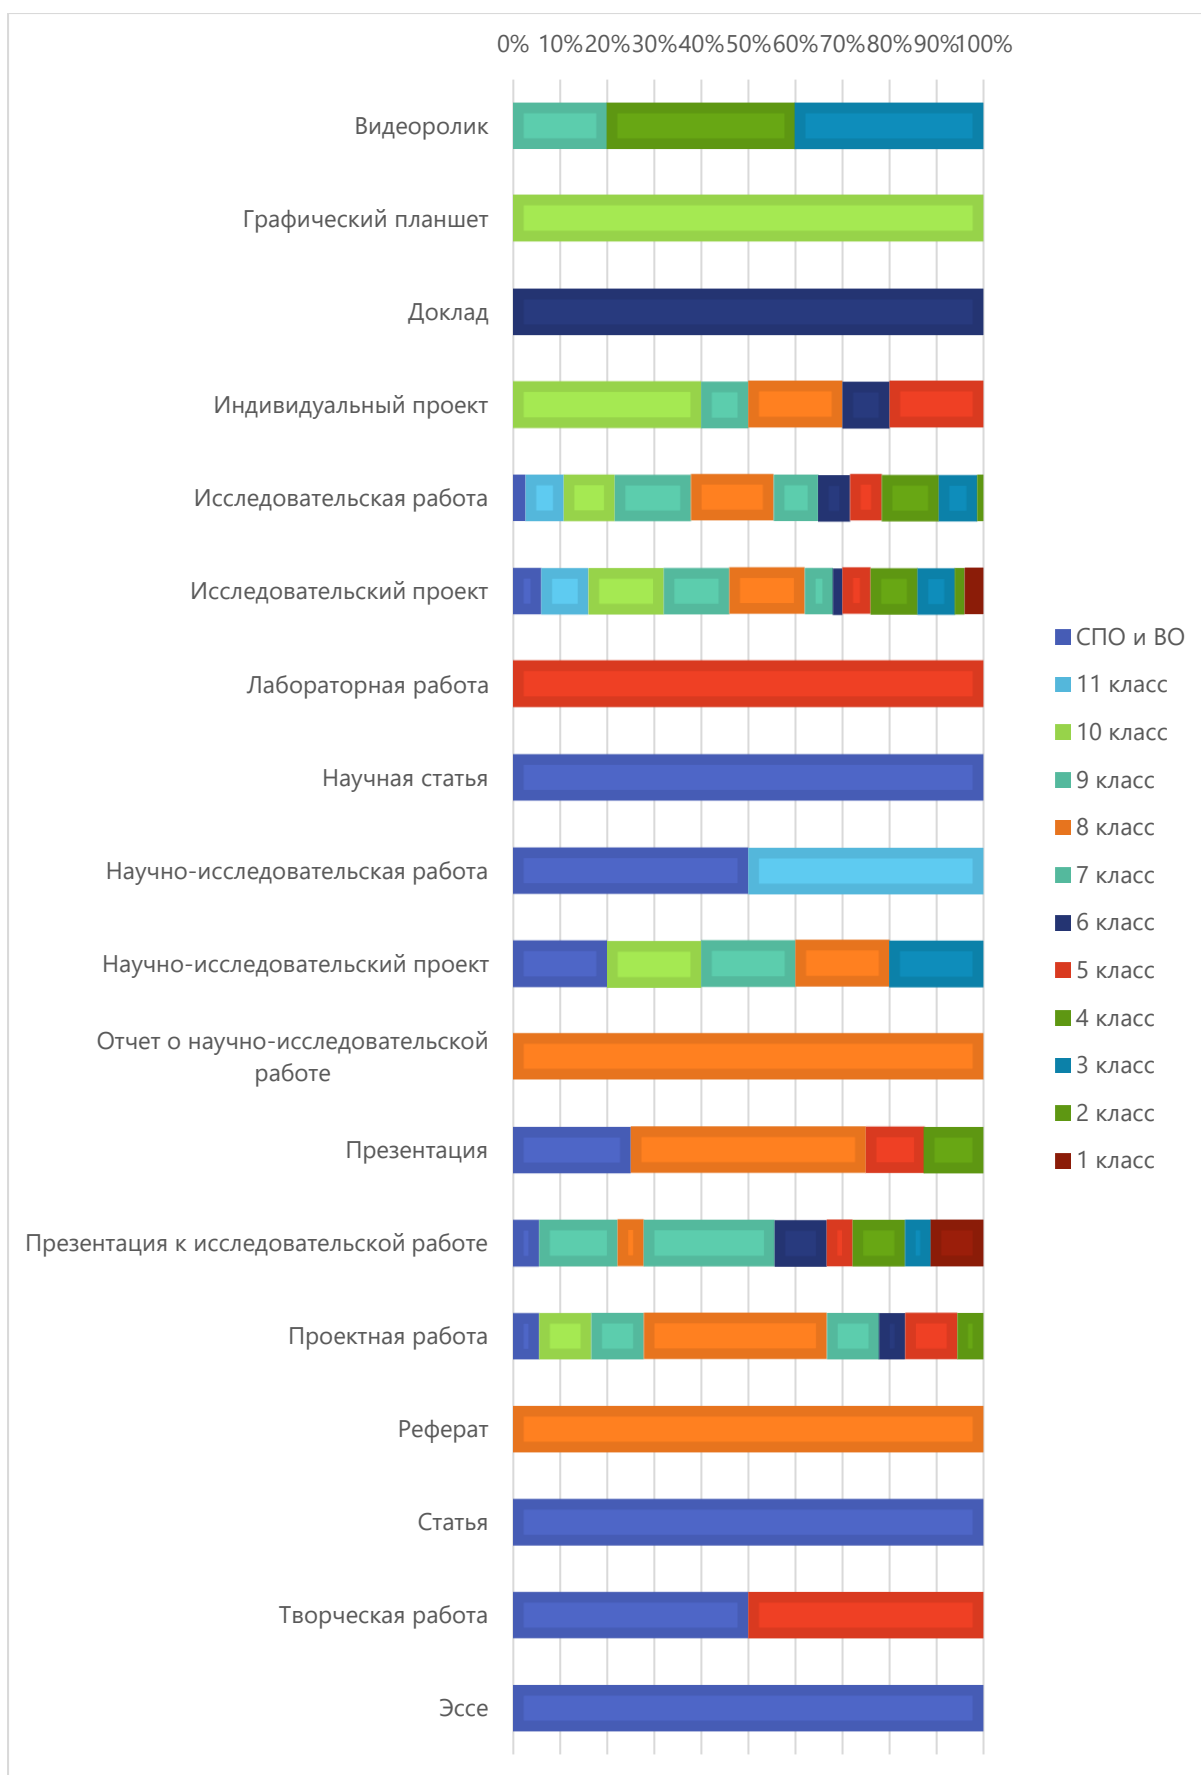 0% 10%20%30%40%50%60%70%80%90%100%
Видеоролик
Графический планшет
Доклад
Индивидуальный проект
Исследовательская работа
Исследовательский проект
Лабораторная работа
Научная статья
Научно-исследовательская работа
Научно-исследовательский проект
Отчет о научно-исследовательской
работе
Презентация
Презентация к исследовательской работе
Проектная работа
Реферат
Статья
Творческая работа
Эссе
СПО и ВО
11 класс
10 класс
9 класс
8 класс
7 класс
6 класс
5 класс
4 класс
3 класс
2 класс
1 класс